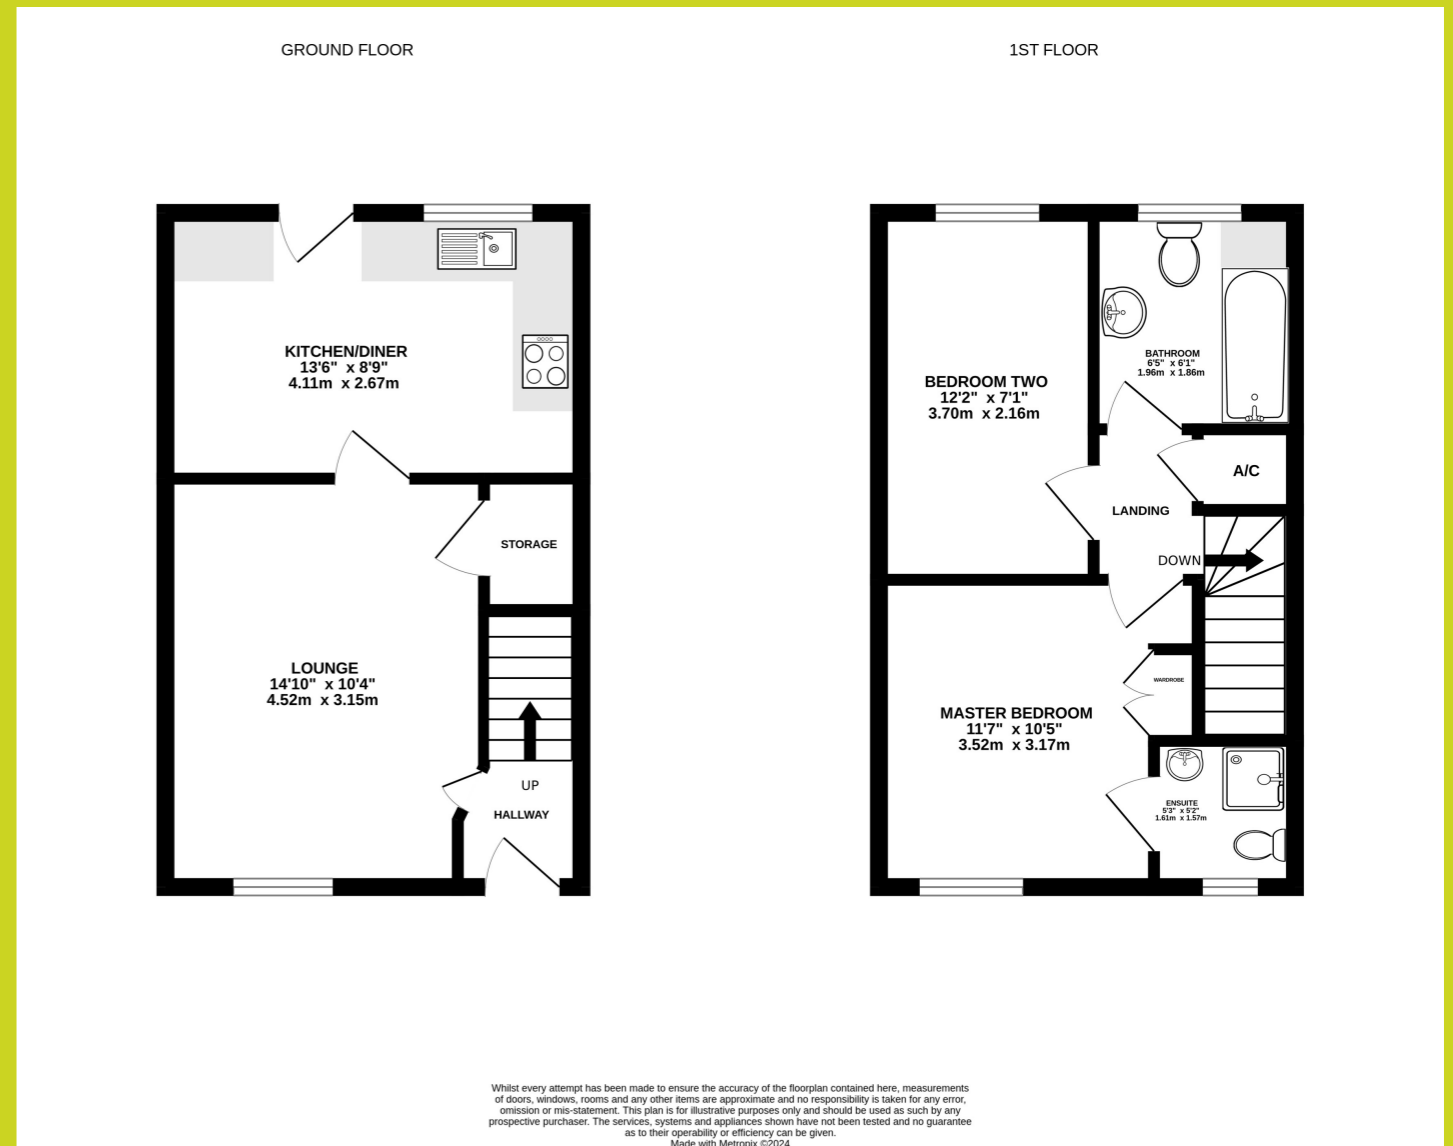 GROUND FLOOR
1ST FLOOR
KITCHEN/DINER
13'6" x 8'9"
4.11m x 2.67m
STORAGE
LOUNGE
14'10" x 10'4"
4.52m x 3.15m
UP
HALLWAY
BATHROOM
6'5" x 6'1"
1.96m x 1.86m
BEDROOM TWO
12'2" x 7'1"
3.70m x 2.16m
A/C
LANDING
DOWN
WARDROBE
MASTER BEDROOM
11'7" x 10'5"
3.52m x 3.17m
ENSUITE
5'3" x 5'2"
1.61m x 1.57m
Whilst every attempt has been made to ensure the accuracy of the floorplan contained here, measurements
of doors, windows, rooms and any other items are approximate and no responsibility is taken for any error,
omission or mis-statement. This plan is for illustrative purposes only and should be used as such by any
prospective purchaser. The services, systems and appliances shown have not been tested and no guarantee
as to their operability or efficiency can be given.
Made with Metropix ©2024